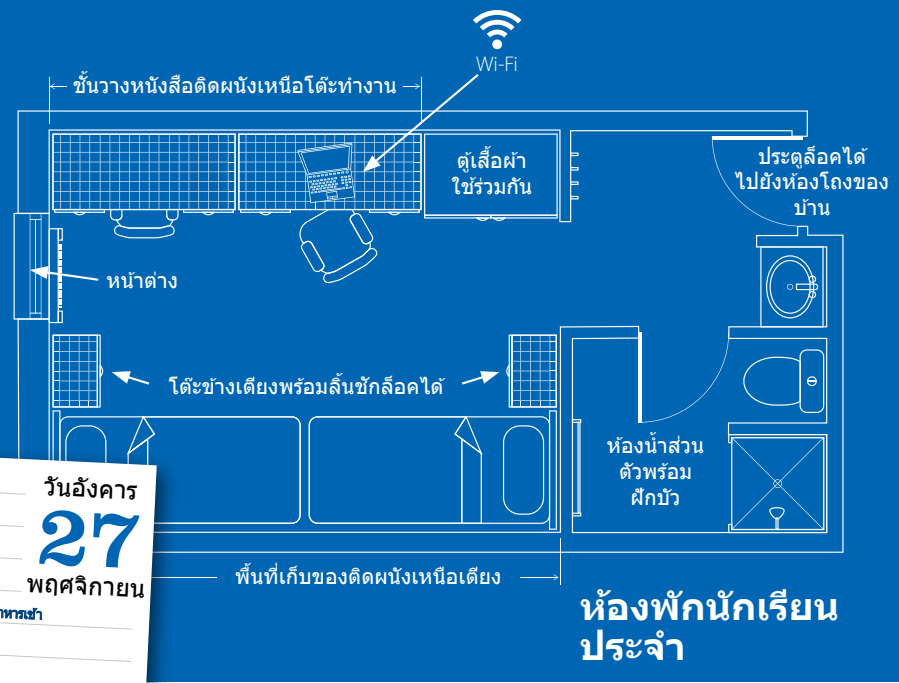 Wi-Fi
ชั้นวางหนังสือติดผนังเหนือโต๊ะทำงาน
ตู้เสื้อผ้า
ใช้ร่วมกัน
ประตูล็อคได้
ไปยังห้องโถงของ
บ้าน
หน้าต่าง
โต๊ะข้างเตียงพร้อมลิ้นชักล็อคได้
ห้องน้ำส่วน
ตัวพร้อม
ฝักบัว
วันอังคาร
27
พฤศจิกายน
พื้นที่เก็บของติดผนังเหนือเตียง
ห้องพักนักเรียน
ประจำ